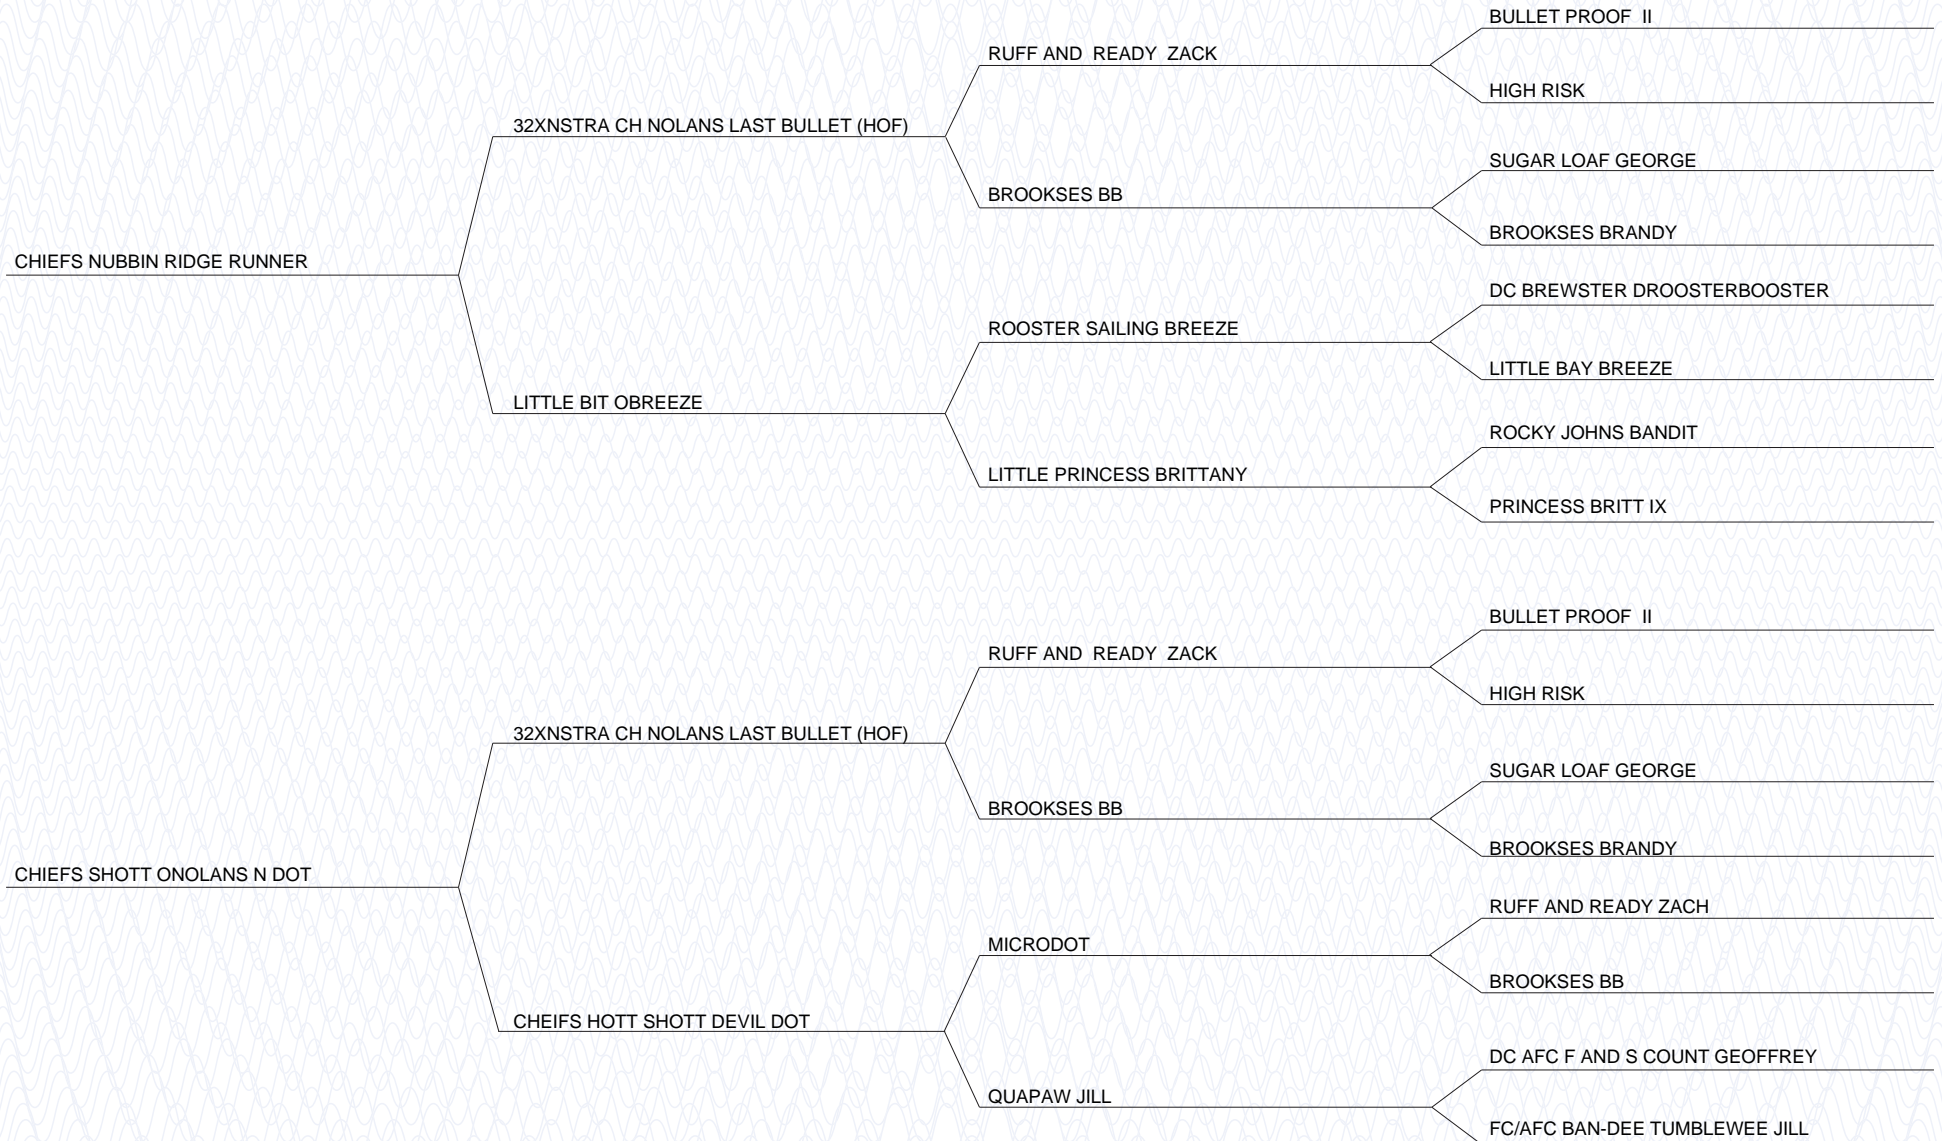 BULLET PROOF  II
RUFF AND  READY  ZACK
HIGH RISK
32XNSTRA CH NOLANS LAST BULLET (HOF)
SUGAR LOAF GEORGE
BROOKSES BB
BROOKSES BRANDY
CHIEFS NUBBIN RIDGE RUNNER
DC BREWSTER DROOSTERBOOSTER
ROOSTER SAILING BREEZE
LITTLE BAY BREEZE
LITTLE BIT OBREEZE
ROCKY JOHNS BANDIT
LITTLE PRINCESS BRITTANY
PRINCESS BRITT IX
BULLET PROOF  II
RUFF AND  READY  ZACK
HIGH RISK
32XNSTRA CH NOLANS LAST BULLET (HOF)
SUGAR LOAF GEORGE
BROOKSES BB
BROOKSES BRANDY
CHIEFS SHOTT ONOLANS N DOT
RUFF AND READY ZACH
MICRODOT
BROOKSES BB
CHEIFS HOTT SHOTT DEVIL DOT
DC AFC F AND S COUNT GEOFFREY
QUAPAW JILL
FC/AFC BAN-DEE TUMBLEWEE JILL